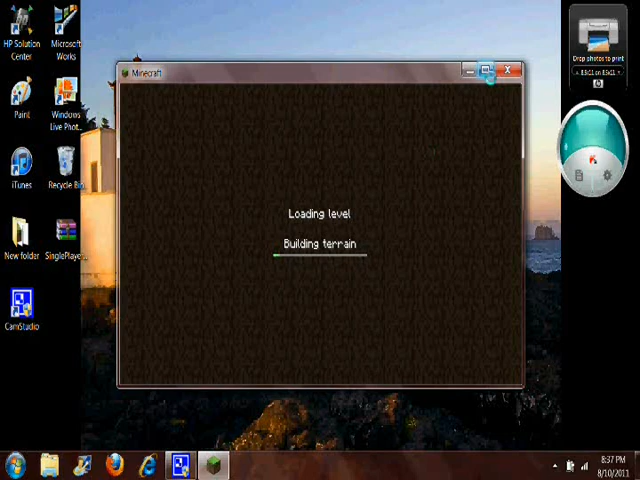 HP Solution
Center
Microsoft
Works
Paint
Windows
Live Phot...
iTunes
Recycle Bin
New folder
SinglePlaye...
CamStudio
Minecraft
Loading level
Building terrain
Drop photos to print
8:37 PM
8/10/2011